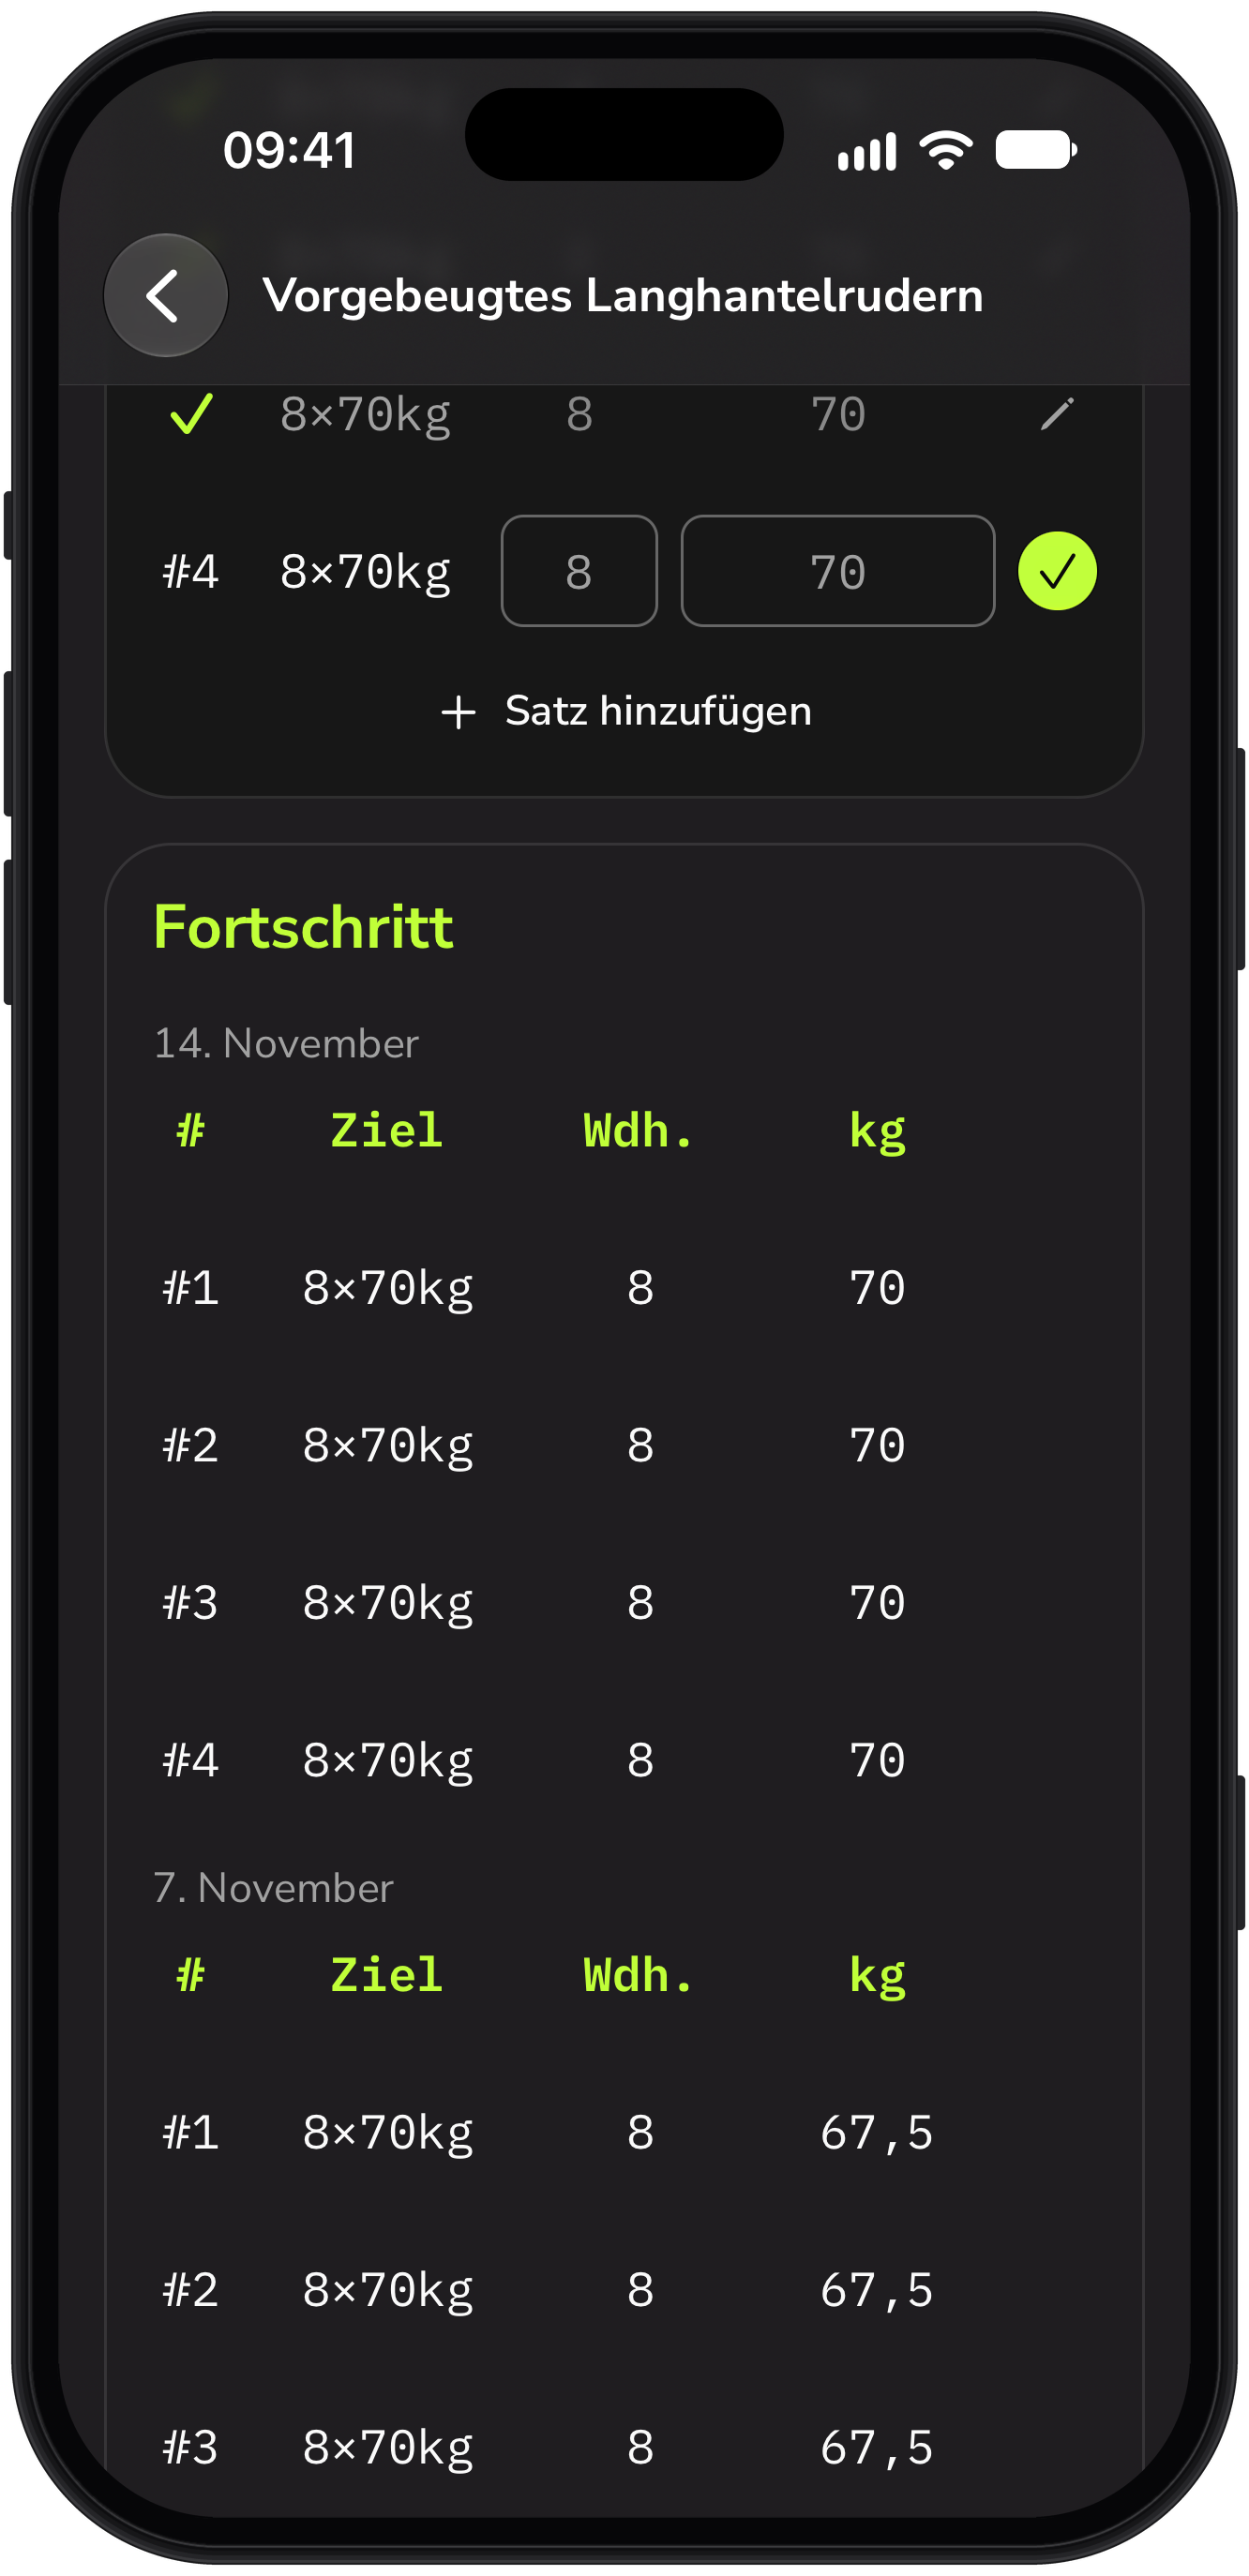 09:41
Vorgebeugtes Langhantelrudern
8×70kg 8 70
#4 8×70kg 8 70
+ Satz hinzufügen
Fortschritt
14. November
# Ziel Wdh. kg
#1 8×70kg 8 70
#2 8×70kg 8 70
#3 8×70kg 8 70
#4 8×70kg 8 70
7. November
# Ziel Wdh. kg
#1 8×70kg 8 67,5
#2 8×70kg 8 67,5
#3 8×70kg 8 67,5